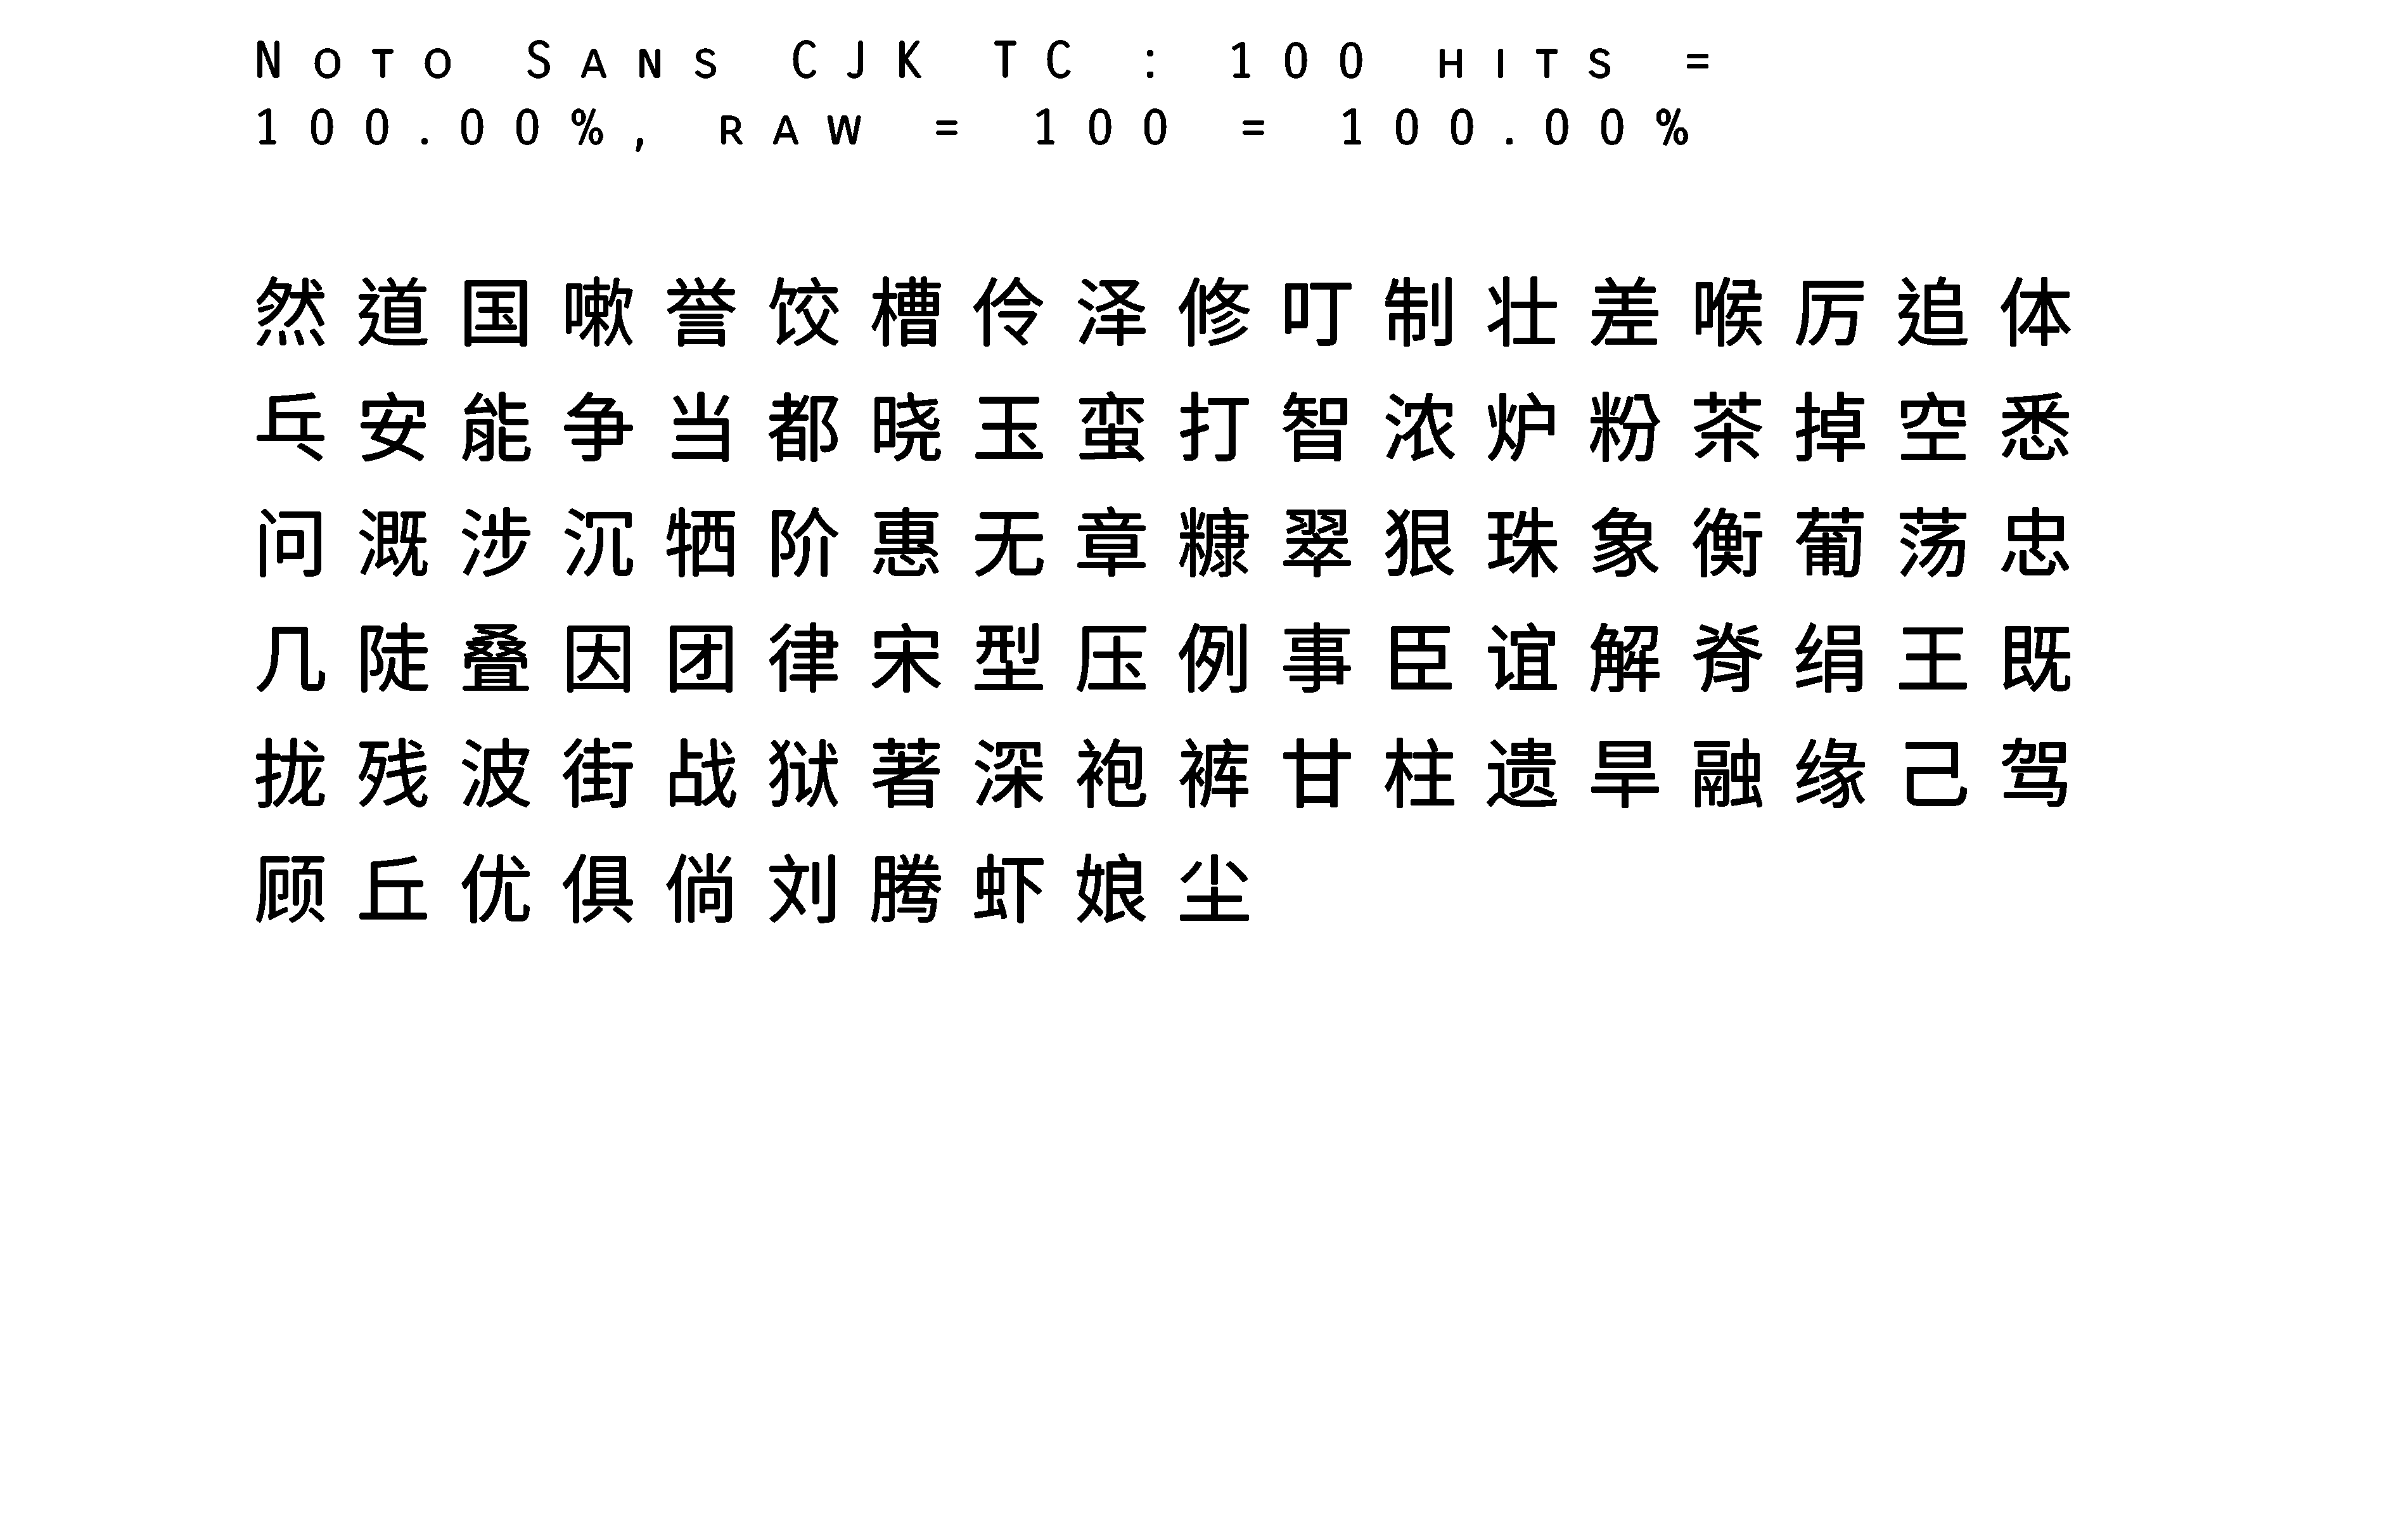 Noto Sans CJK TC : 100 hits =
100.00%, raw = 100 = 100.00%
然道国嗽誉饺槽伶泽修叮制壮差喉厉追体
乓安能争当都晓玉蛮打智浓炉粉茶掉空悉
问溉涉沉牺阶惠无章糠翠狠珠象衡葡荡忠
几陡叠因团律宋型压例事臣谊解脊绢王既
拢残波街战狱著深袍裤甘柱遗旱融缘己驾
顾丘优俱倘刘腾虾娘尘